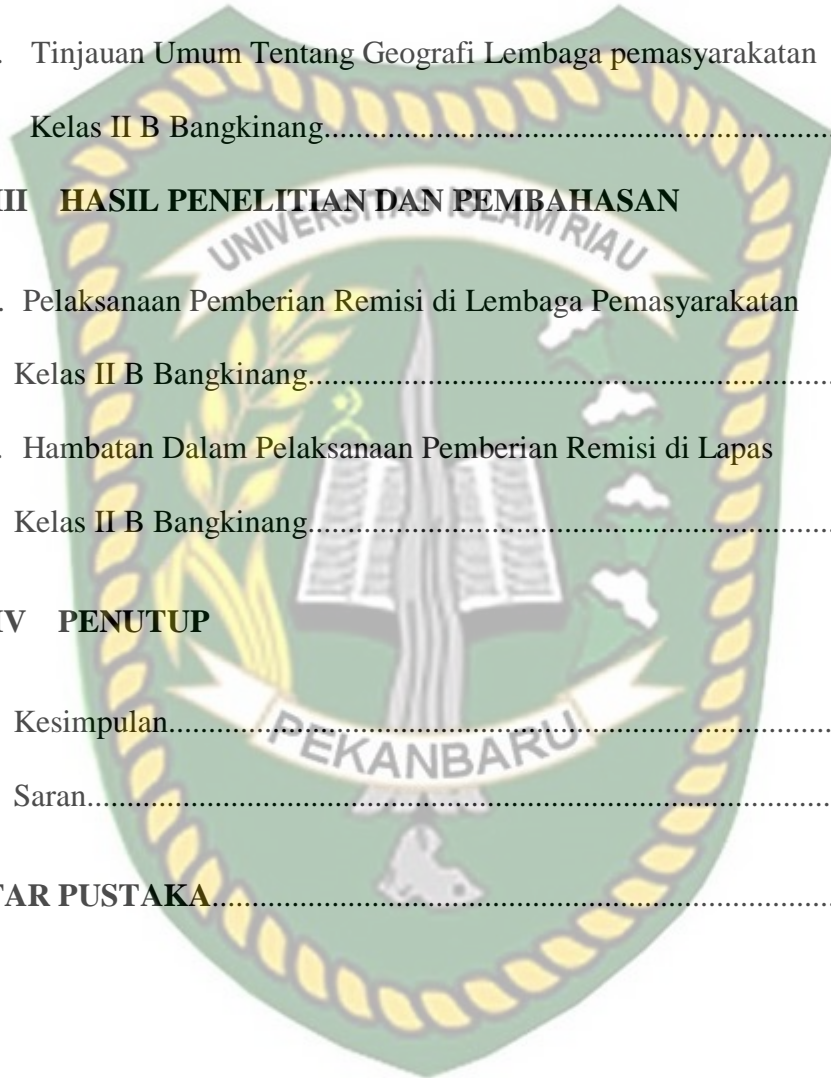 . Tinjauan Umum Tentang Geografi Lembaga pemasyarakatan
Kelas II B Bangkinang..............................................................
UNIVERSITAS ISLAM RIAU
III HASIL PENELITIAN DAN PEMBAHASAN
. Pelaksanaan Pemberian Remisi di Lembaga Pemasyarakatan
Kelas II B Bangkinang..............................................................
. Hambatan Dalam Pelaksanaan Pemberian Remisi di Lapas
Kelas II B Bangkinang..............................................................
IV PENUTUP
Kesimpulan..............................................................................
PEKANBARU
Saran........................................................................................
TAR PUSTAKA......................................................................